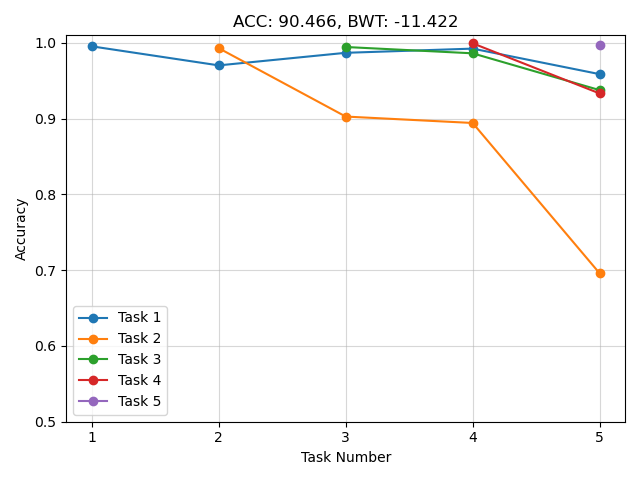 ACC: 90.466, BWT: -11.422
1.0
0.9
0.8
0.7
0.6
0.5
Accuracy
Task 1
Task 2
Task 3
Task 4
Task 5
1 2 3 4 5
Task Number